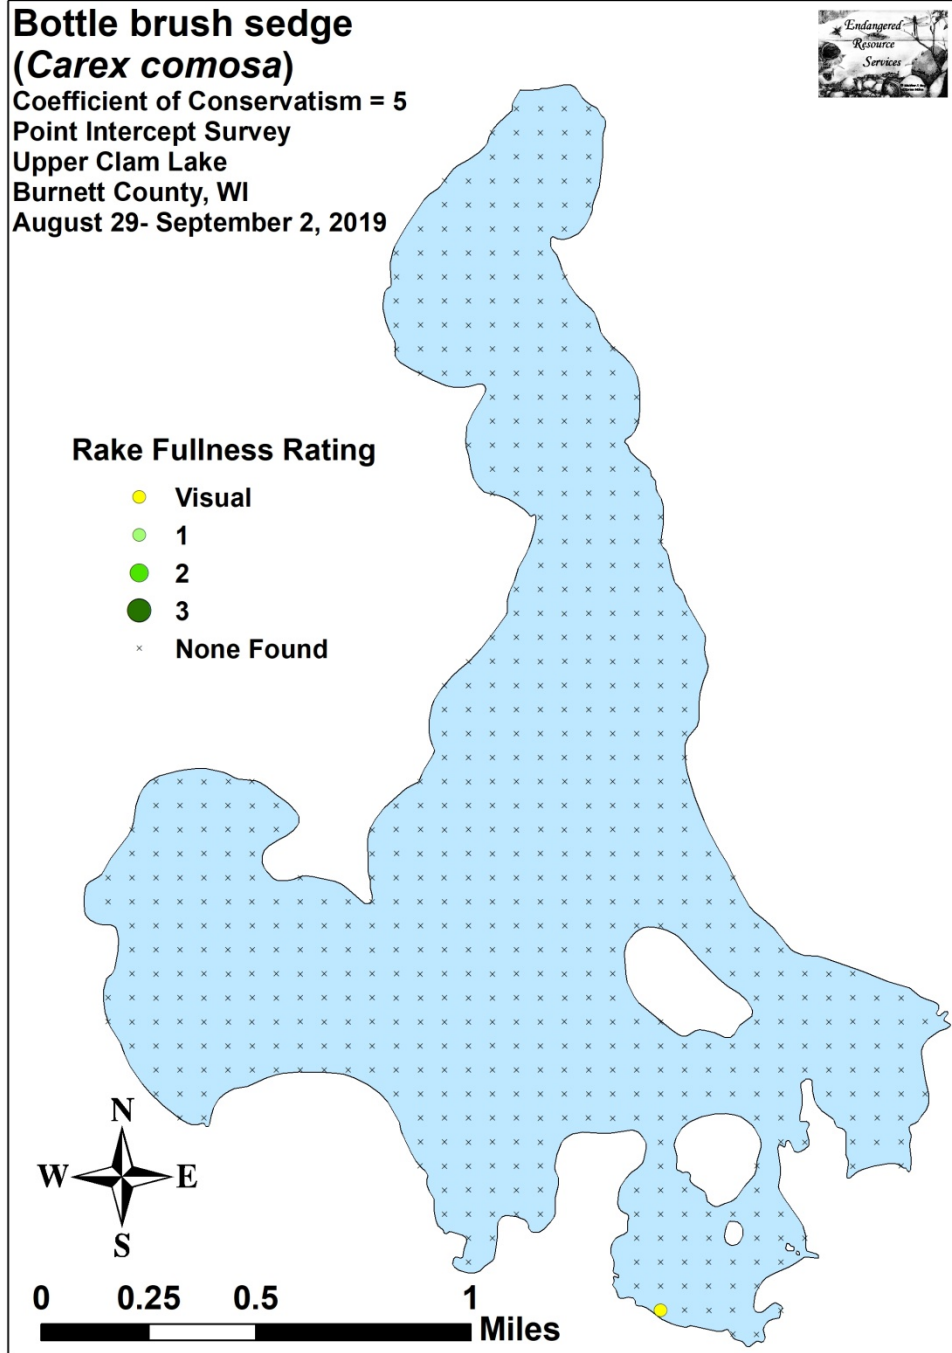 Bottle brush sedge
(Carex comosa)
Coefficient of Conservatism = 5
Point Intercept Survey
Upper Clam Lake
Burnett County, WI
August 29- September 2, 2019
Endangered
Resource
Services
Rake Fullness Rating
Visual
1
2
3
None Found
N
W E
S
0 0.25 0.5 1
Miles